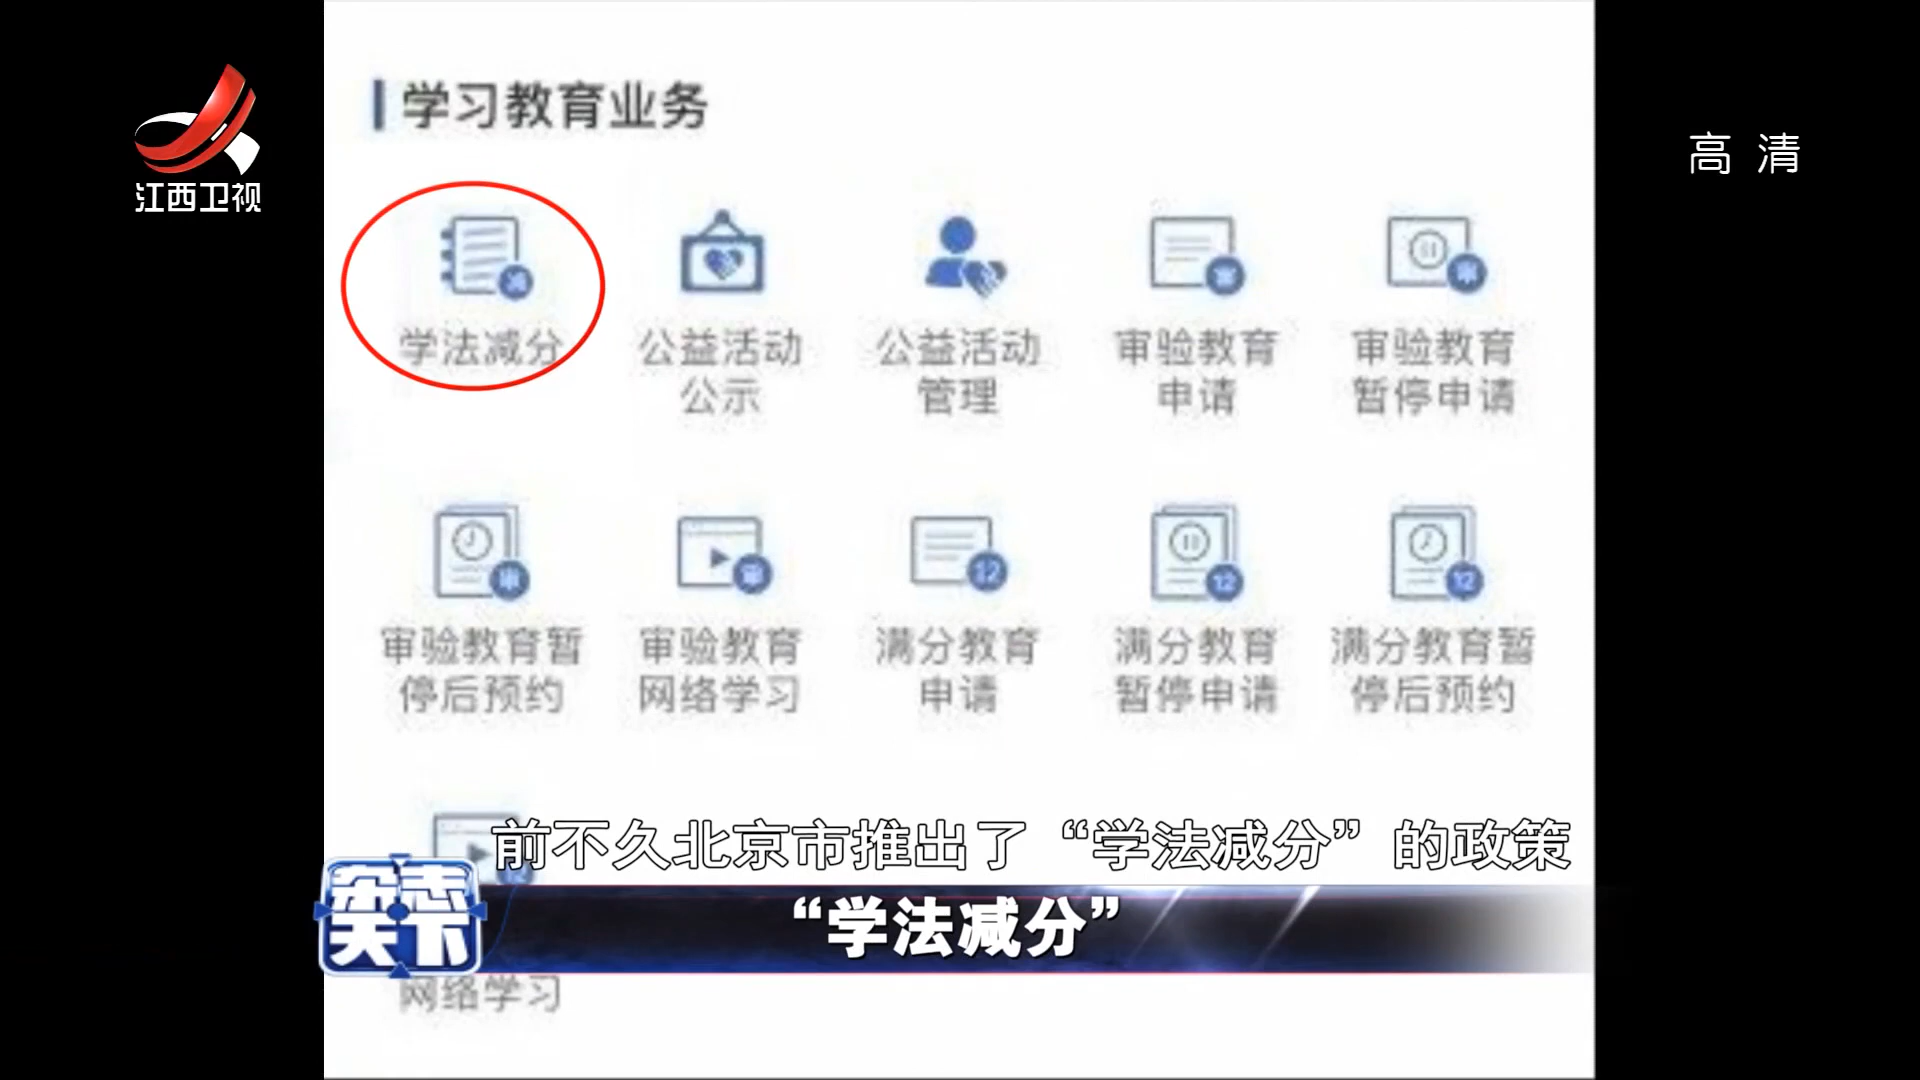 学习教育业务
江西卫视
高清
学法减分
公益活动
公示
公益活动
管理
审验教育
申请
审验教育
暂停申请
审验教育暂
停后预约
审验教育
网络学习
满分教育
申请
满分教育
暂停申请
满分教育暂
停后预约
12
12
12
前不久北京市推出了“学法减分”的政策
杂志
天下
“学法减分”
网络学习